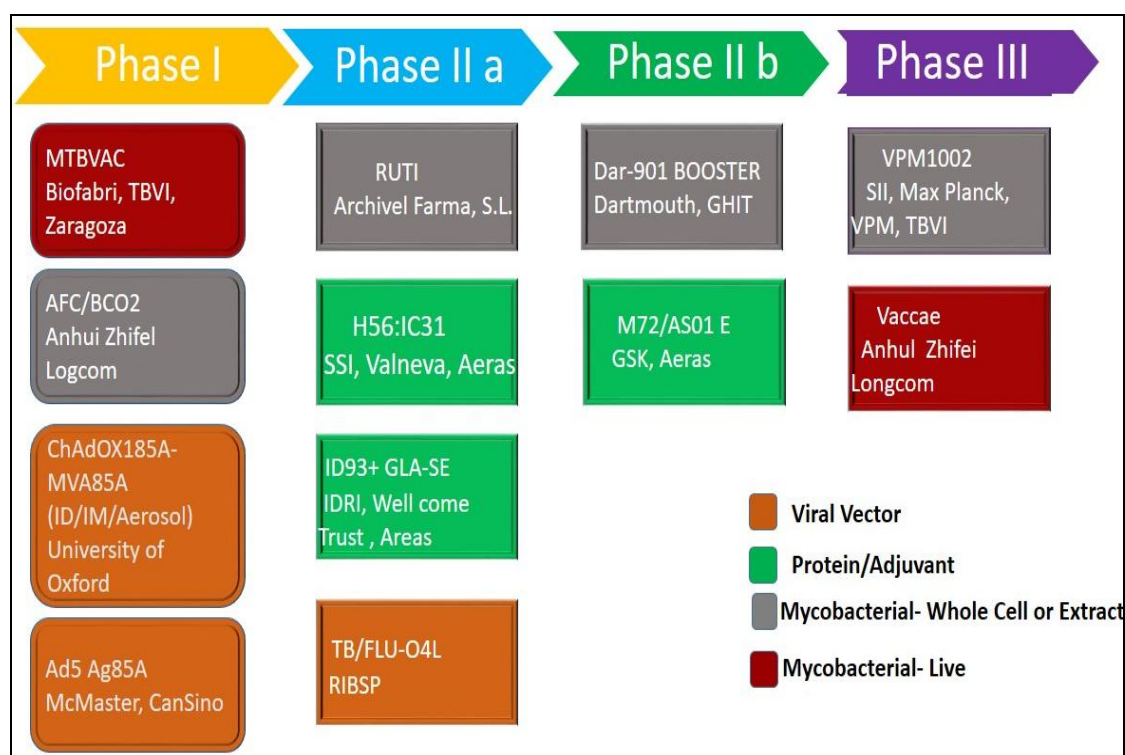 Phase I
Phase II a
Phase II b
Phase III
MTBVAC
Biofabri, TBVI,
Zaragoza
AFC/BCO2
Anhui Zhifel
Logcom
ChAdOX185A-
MVA85A
(ID/IM/Aerosol)
University of
Oxford
Ad5 Ag85A
McMaster, CanSino
RUTI
Archivel Farma, S.L.
H56:IC31
SSI, Valneva, Aeras
ID93+ GLA-SE
IDRI, Well come
Trust , Areas
TB/FLU-O4L
RIBSP
Dar-901 BOOSTER
Dartmouth, GHIT
M72/AS01 E
GSK, Aeras
VPM1002
SII, Max Planck,
VPM, TBVI
Vaccae
Anhul Zhifei
Longcom
Viral Vector
Protein/Adjuvant
Mycobacterial- Whole Cell or Extract
Mycobacterial- Live